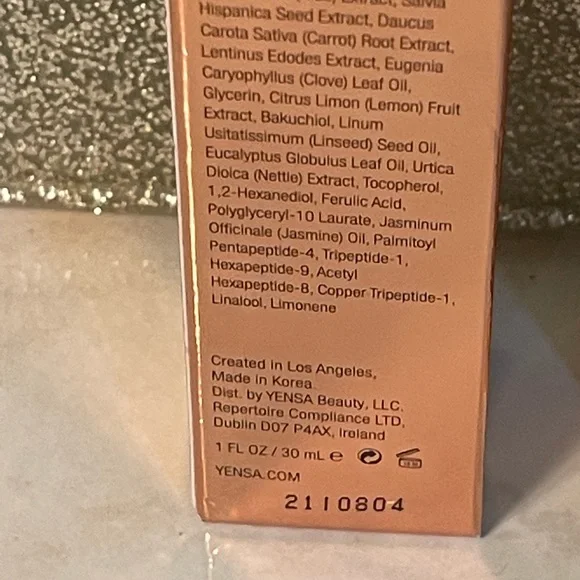 Extract, Salvia
Hispanica Seed Extract, Daucus
Carota Sativa (Carrot) Root Extract,
Lentinus Edodes Extract, Eugenia
Caryophyllus (Clove) Leaf Oil,
Glycerin, Citrus Limon (Lemon) Fruit
Extract, Bakuchiol, Linum
Usitatissimum (Linseed) Seed Oil,
Eucalyptus Globulus Leaf Oil, Urtica
Dioica (Nettle) Extract, Tocopherol,
1,2-Hexanediol, Ferulic Acid,
Polyglyceryl-10 Laurate, Jasminum
Officinale (Jasmine) Oil, Palmitoyl
Pentapeptide-4, Tripeptide-1,
Hexapeptide-9, Acetyl
Hexapeptide-8, Copper Tripeptide-1,
Linalool, Limonene
Created in Los Angeles,
Made in Korea
Dist. by YENSA Beauty, LLC.
Repertoire Compliance LTD,
Dublin D07 P4AX, Ireland
1 FL OZ / 30 mL e
YENSA.COM
2110804